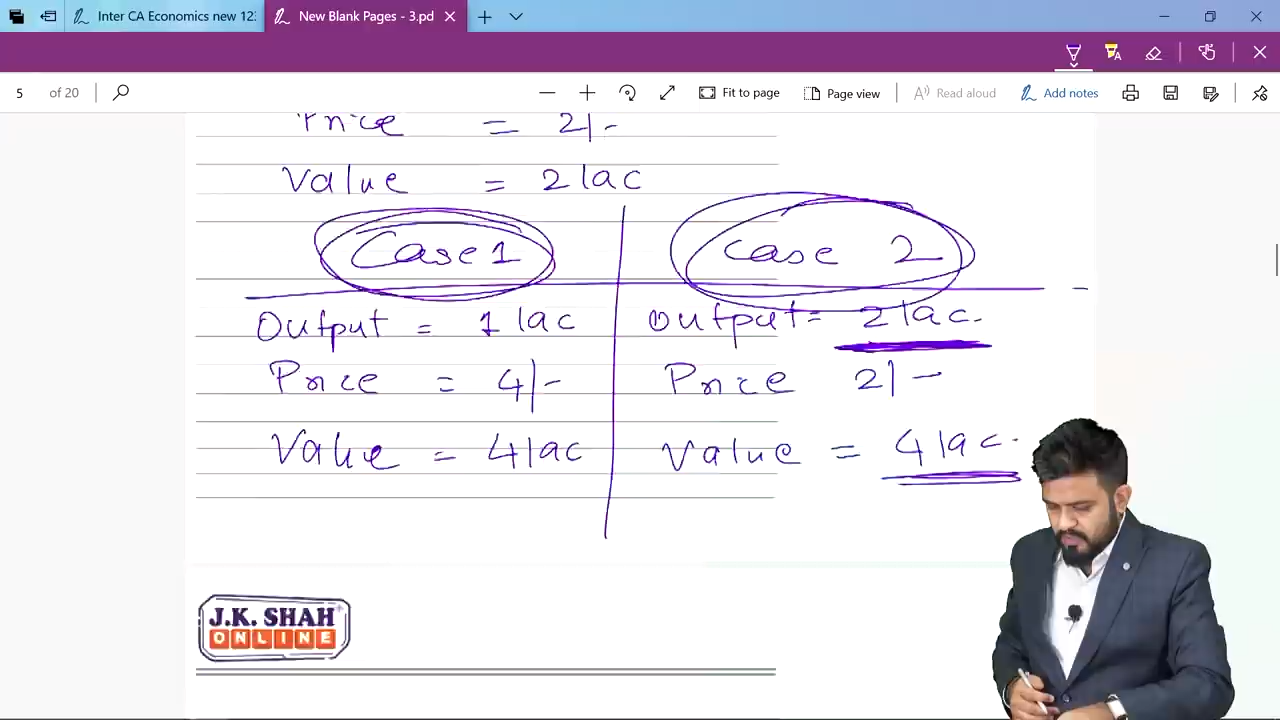 Inter CA Economics new 12
New Blank Pages - 3.pd
5 of 20
Fit to page
Page view
Read aloud
Add notes
Price = 2/-
Value = 2 lac
Case 1
Case 2
Output = 1 lac
Output = 2 lac.
Price = 4/-
Price 2/-
Value = 4 lac
Value = 4 lac.
J.K. SHAH
ONLINE